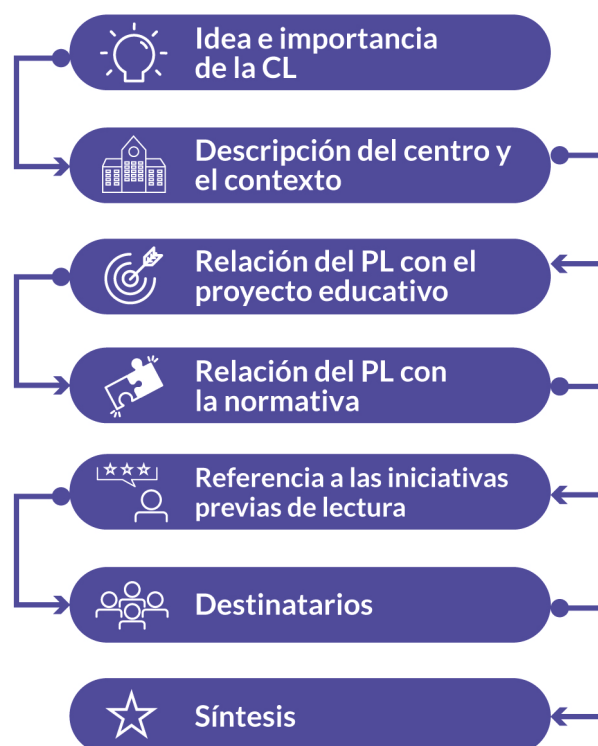 Idea e importancia
de la CL
Descripción del centro y
el contexto
Relación del PL con el
proyecto educativo
Relación del PL con
la normativa
Referencia a las iniciativas
previas de lectura
Destinatarios
Síntesis